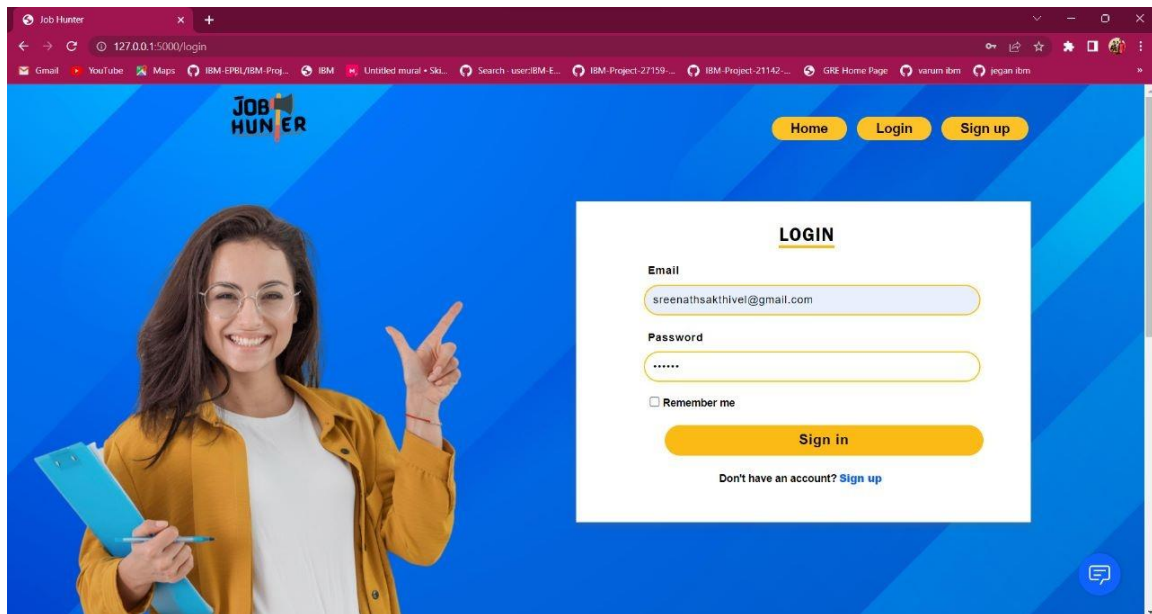 Job Hunter
127.0.0.1:5000/login
Gmail YouTube Maps IBM-EPBL/IBM-Proj... IBM Untitled mural • Ski... Search · user:IBM-E... IBM-Project-27159-... IBM-Project-21142-... GRE Home Page varum ibm jegan ibm »
JOB
HUNTER
Home Login Sign up
LOGIN
Email
sreenathsakthivel@gmail.com
Password
••••••
Remember me
Sign in
Don't have an account? Sign up